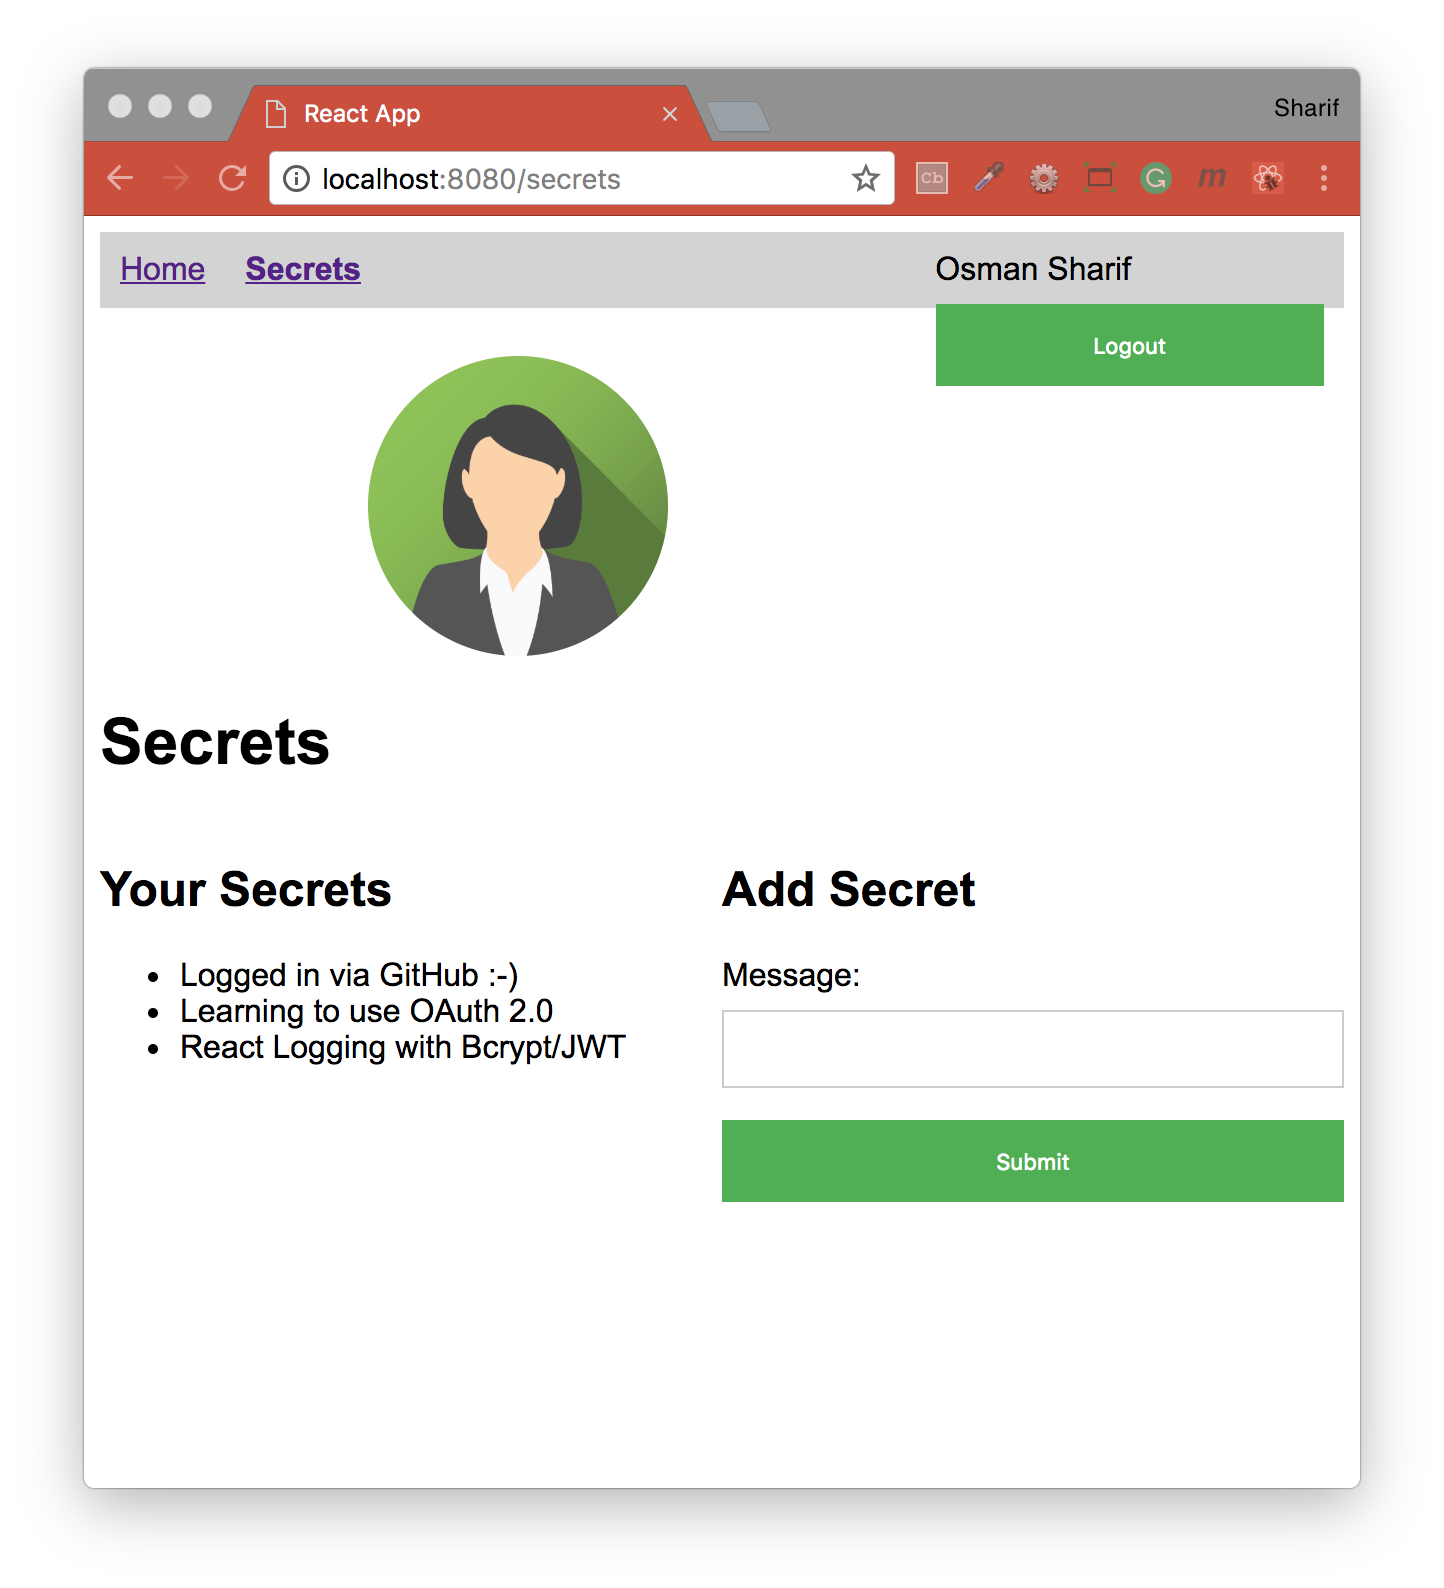 React App
Sharif
localhost:8080/secrets
Cb
G
m
Home Secrets Osman Sharif
Logout
Secrets
Your Secrets
Logged in via GitHub :-)
Learning to use OAuth 2.0
React Logging with Bcrypt/JWT
Add Secret
Message:
Submit